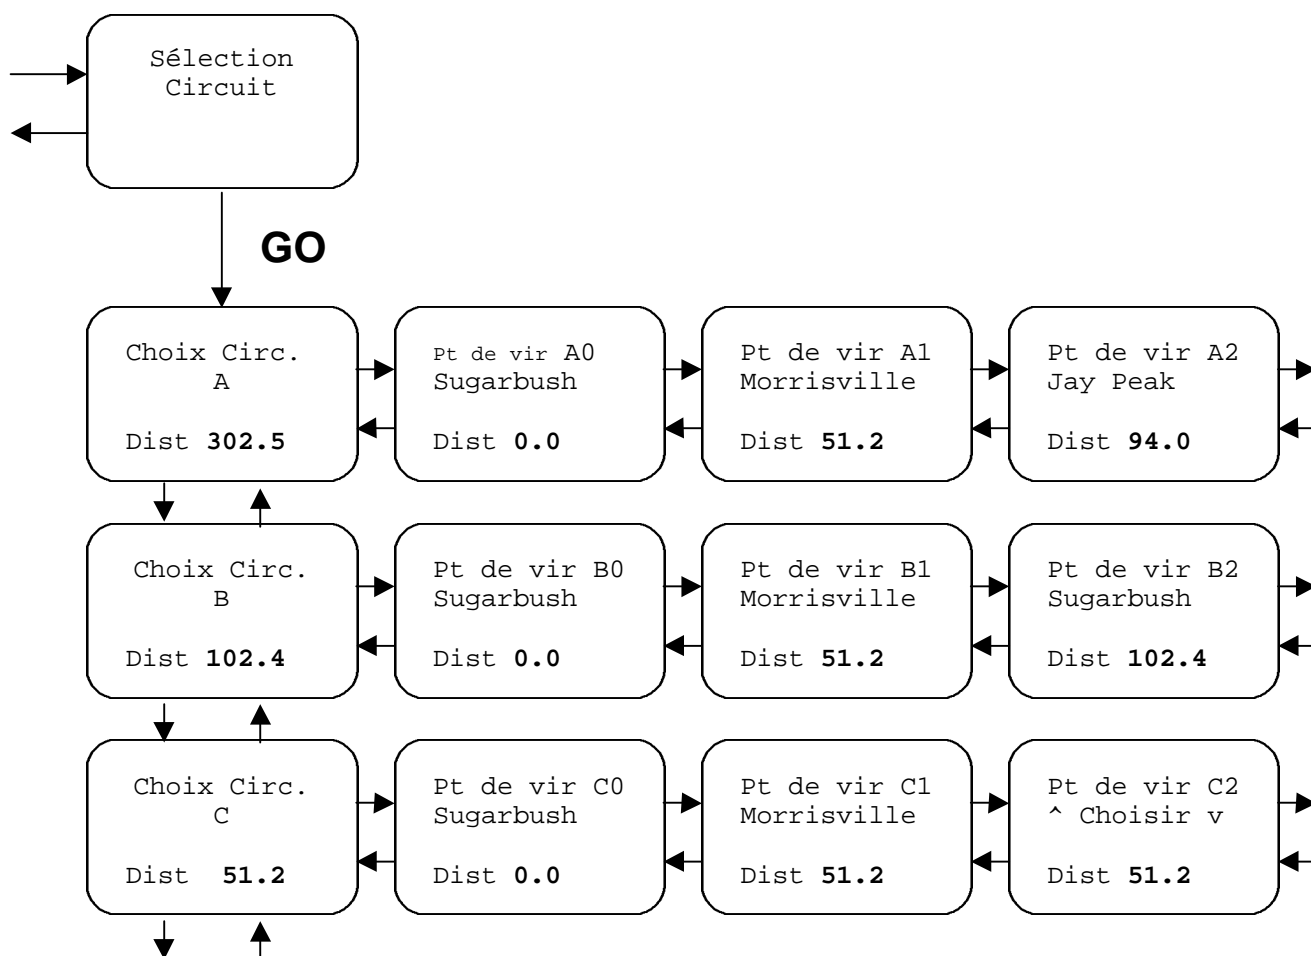 Sélection
Circuit
GO
Choix Circ.
A
Dist 302.5
Pt de vir A0
Sugarbush
Dist 0.0
Pt de vir A1
Morrisville
Dist 51.2
Pt de vir A2
Jay Peak
Dist 94.0
Choix Circ.
B
Dist 102.4
Pt de vir B0
Sugarbush
Dist 0.0
Pt de vir B1
Morrisville
Dist 51.2
Pt de vir B2
Sugarbush
Dist 102.4
Choix Circ.
C
Dist 51.2
Pt de vir C0
Sugarbush
Dist 0.0
Pt de vir C1
Morrisville
Dist 51.2
Pt de vir C2
^ Choisir v
Dist 51.2